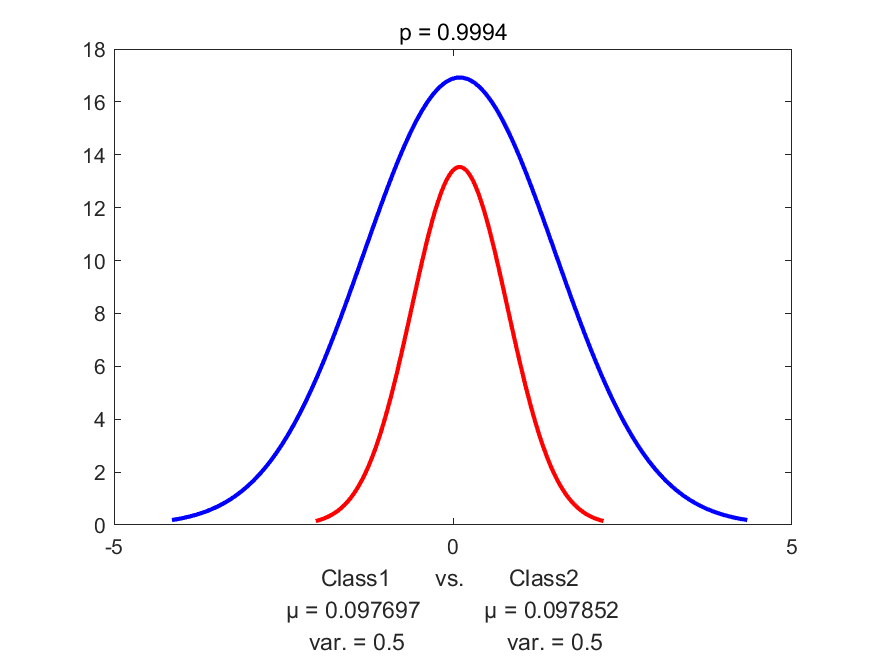 p = 0.9994
18
16
14
12
10
8
6
4
2
0
-5 0 5
Class1 vs. Class2
μ = 0.097697 μ = 0.097852
var. = 0.5 var. = 0.5